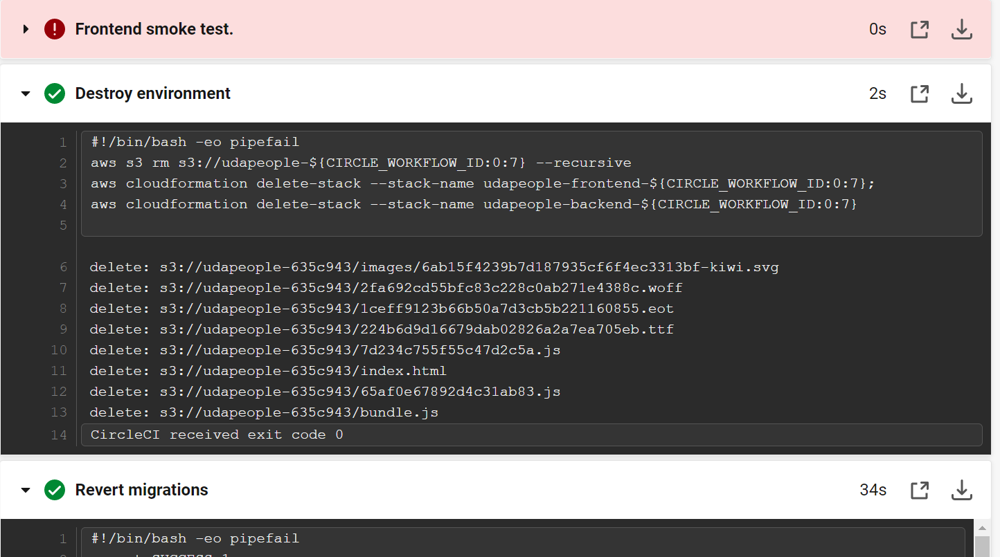 Frontend smoke test.
0s
Destroy environment
2s
1 #!/bin/bash -eo pipefail
2 aws s3 rm s3://udapeople-${CIRCLE_WORKFLOW_ID:0:7} --recursive
3 aws cloudformation delete-stack --stack-name udapeople-frontend-${CIRCLE_WORKFLOW_ID:0:7};
4 aws cloudformation delete-stack --stack-name udapeople-backend-${CIRCLE_WORKFLOW_ID:0:7}
5
6 delete: s3://udapeople-635c943/images/6ab15f4239b7d187935cf6f4ec3313bf-kiwi.svg
7 delete: s3://udapeople-635c943/2fa692cd55bfc83c228c0ab271e4388c.woff
8 delete: s3://udapeople-635c943/1ceff9123b66b50a7d3cb5b221160855.eot
9 delete: s3://udapeople-635c943/224b6d9d16679dab02826a2a7ea705eb.ttf
10 delete: s3://udapeople-635c943/7d234c755f55c47d2c5a.js
11 delete: s3://udapeople-635c943/index.html
12 delete: s3://udapeople-635c943/65af0e67892d4c31ab83.js
13 delete: s3://udapeople-635c943/bundle.js
14 CircleCI received exit code 0
Revert migrations
34s
1 #!/bin/bash -eo pipefail